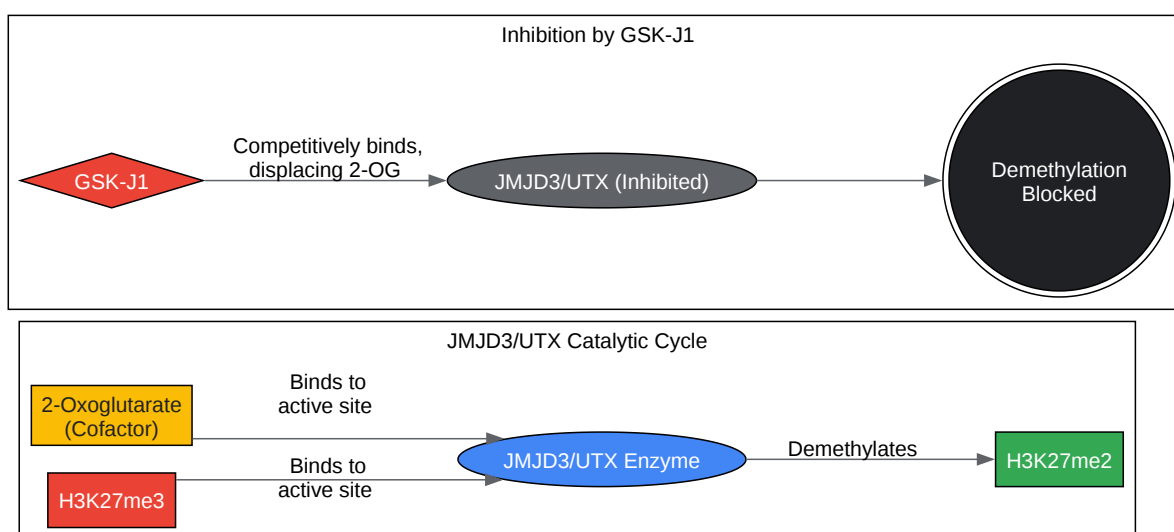 Inhibition by GSK-J1
GSK-J1
Competitively binds,
displacing 2-OG
JMJD3/UTX (Inhibited)
Demethylation
Blocked
JMJD3/UTX Catalytic Cycle
2-Oxoglutarate
(Cofactor)
Binds to
active site
H3K27me3
Binds to
active site
JMJD3/UTX Enzyme
Demethylates
H3K27me2